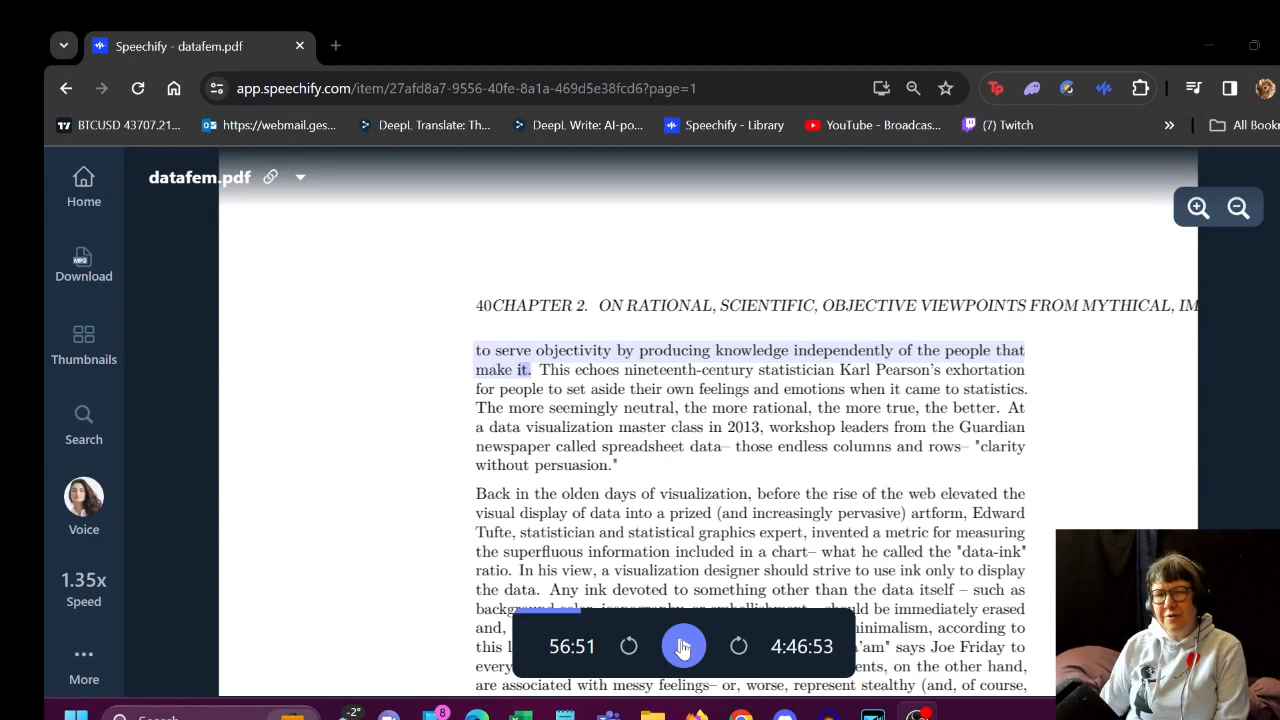 Speechify - datafem.pdf
app.speechify.com/item/27afd8a7-9556-40fe-8a1a-469d5e38fcd6?page=1
BTCUSD 43707.21... https://webmail.ges... DeepL Translate: Th... DeepL Write: AI-po... Speechify - Library YouTube - Broadcas... (7) Twitch » All Book
datafem.pdf
Home
Download
Thumbnails
Search
Voice
1.35x
Speed
More
40CHAPTER 2. ON RATIONAL, SCIENTIFIC, OBJECTIVE VIEWPOINTS FROM MYTHICAL, IM
to serve objectivity by producing knowledge independently of the people that
make it. This echoes nineteenth-century statistician Karl Pearson's exhortation
for people to set aside their own feelings and emotions when it came to statistics.
The more seemingly neutral, the more rational, the more true, the better. At
a data visualization master class in 2013, workshop leaders from the Guardian
newspaper called spreadsheet data– those endless columns and rows– "clarity
without persuasion."
Back in the olden days of visualization, before the rise of the web elevated the
visual display of data into a prized (and increasingly pervasive) artform, Edward
Tufte, statistician and statistical graphics expert, invented a metric for measuring
the superfluous information included in a chart– what he called the "data-ink"
ratio. In his view, a visualization designer should strive to use ink only to display
the data. Any ink devoted to something other than the data itself – such as
should be immediately erased
and, minimalism, according to
this says Joe Friday to
every on the other hand,
are associated with messy feelings– or, worse, represent stealthy (and, of course,
56:51 4:46:53
Search -2° 8